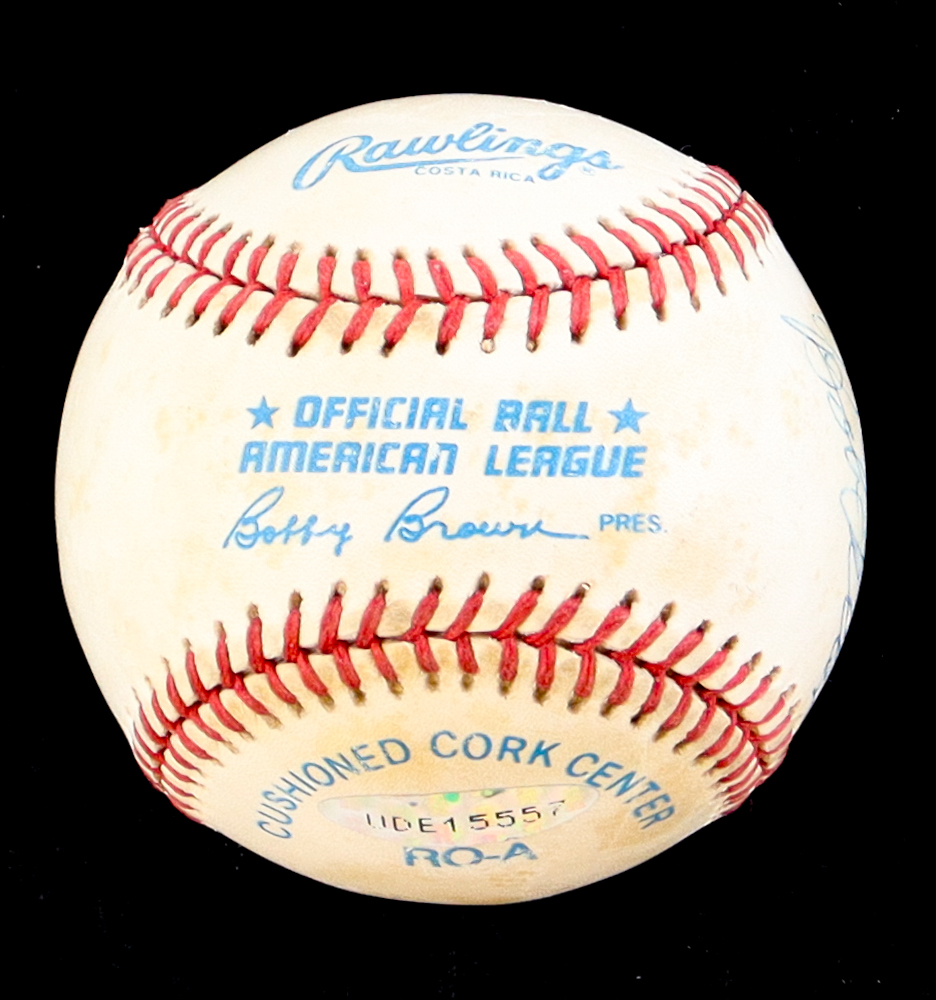 Rawlings®
COSTA RICA
★ OFFICIAL BALL ★
AMERICAN LEAGUE
Bobby Brown PRES.
CUSHIONED CORK CENTER
UDE15557
RO-A